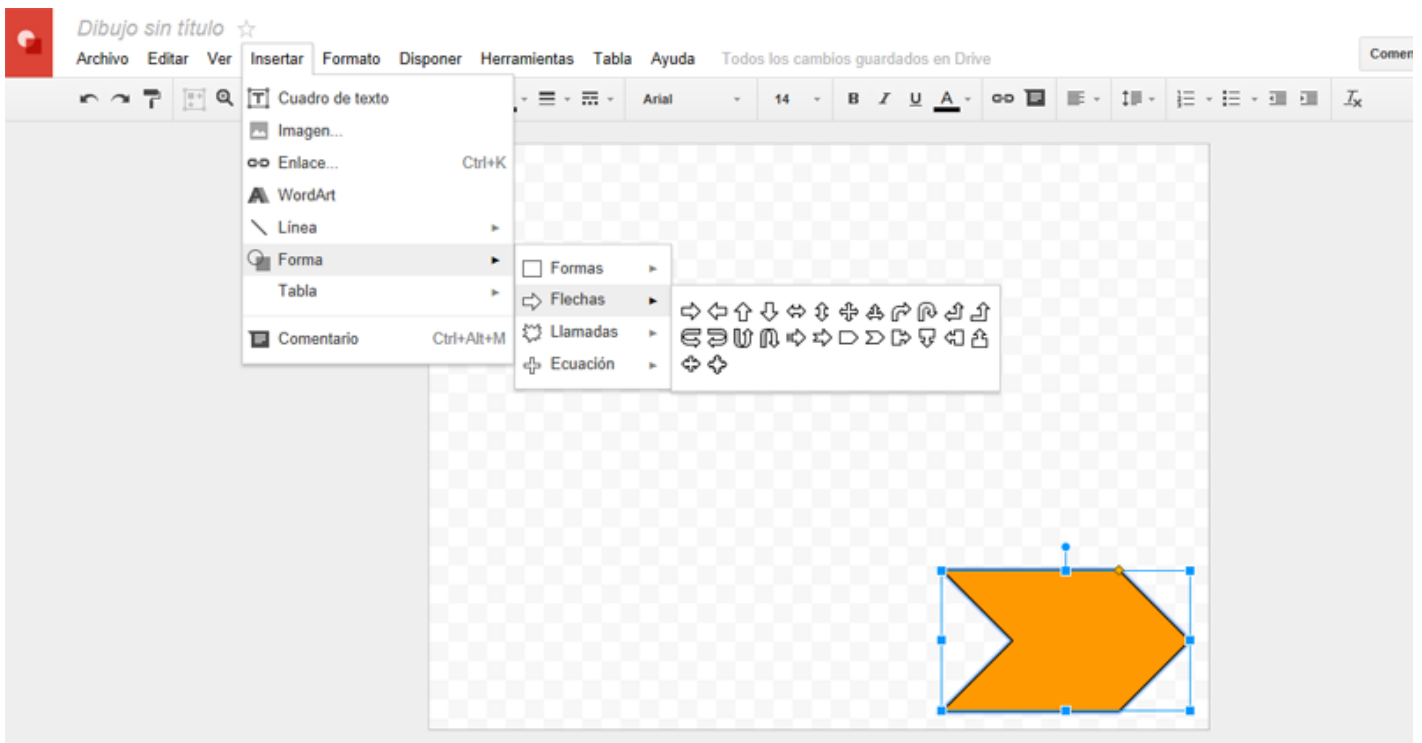 Dibujo sin título
Archivo Editar Ver Insertar Formato Disponer Herramientas Tabla Ayuda Todos los cambios guardados en Drive
Comen
Arial 14 B I U A
Cuadro de texto
Imagen...
Enlace... Ctrl+K
WordArt
Línea
Forma
Tabla
Comentario Ctrl+Alt+M
Formas
Flechas
Llamadas
Ecuación